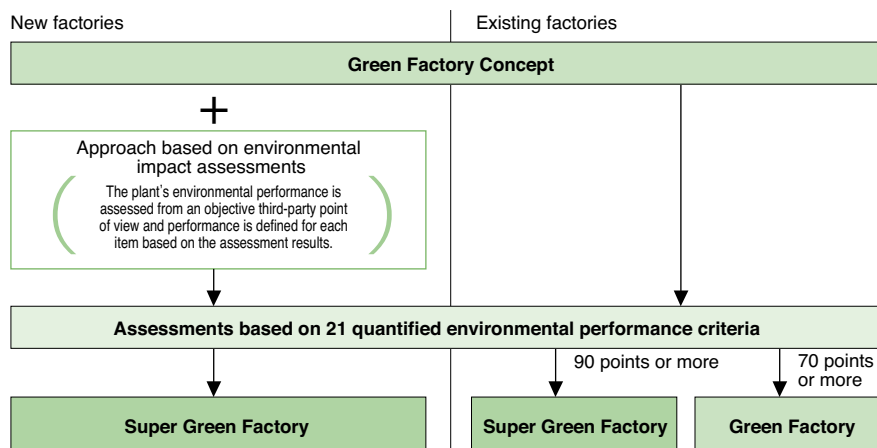 New factories
Existing factories
Green Factory Concept
+
Approach based on environmental
impact assessments
The plant's environmental performance is
assessed from an objective third-party point
of view and performance is defined for each
item based on the assessment results.
Assessments based on 21 quantified environmental performance criteria
90 points or more
70 points
or more
Super Green Factory
Super Green Factory
Green Factory